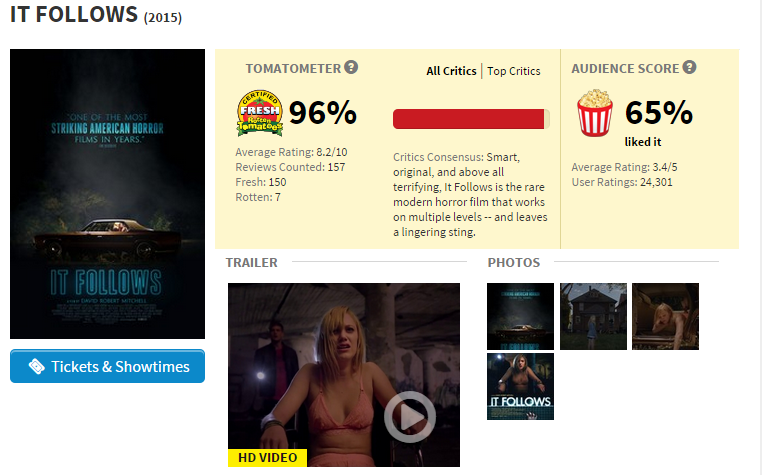 IT FOLLOWS (2015)
"ONE OF THE MOST
STRIKING AMERICAN HORROR
FILMS IN YEARS."
IT FOLLOWS
DAVID ROBERT MITCHELL
Tickets & Showtimes
TOMATOMETER ?
All Critics | Top Critics
CERTIFIED
FRESH
Rotten
Tomatoes
96%
Average Rating: 8.2/10
Reviews Counted: 157
Fresh: 150
Rotten: 7
Critics Consensus: Smart,
original, and above all
terrifying, It Follows is the rare
modern horror film that works
on multiple levels -- and leaves
a lingering sting.
AUDIENCE SCORE ?
65%
liked it
Average Rating: 3.4/5
User Ratings: 24,301
TRAILER
HD VIDEO
PHOTOS
IT FOLLOWS